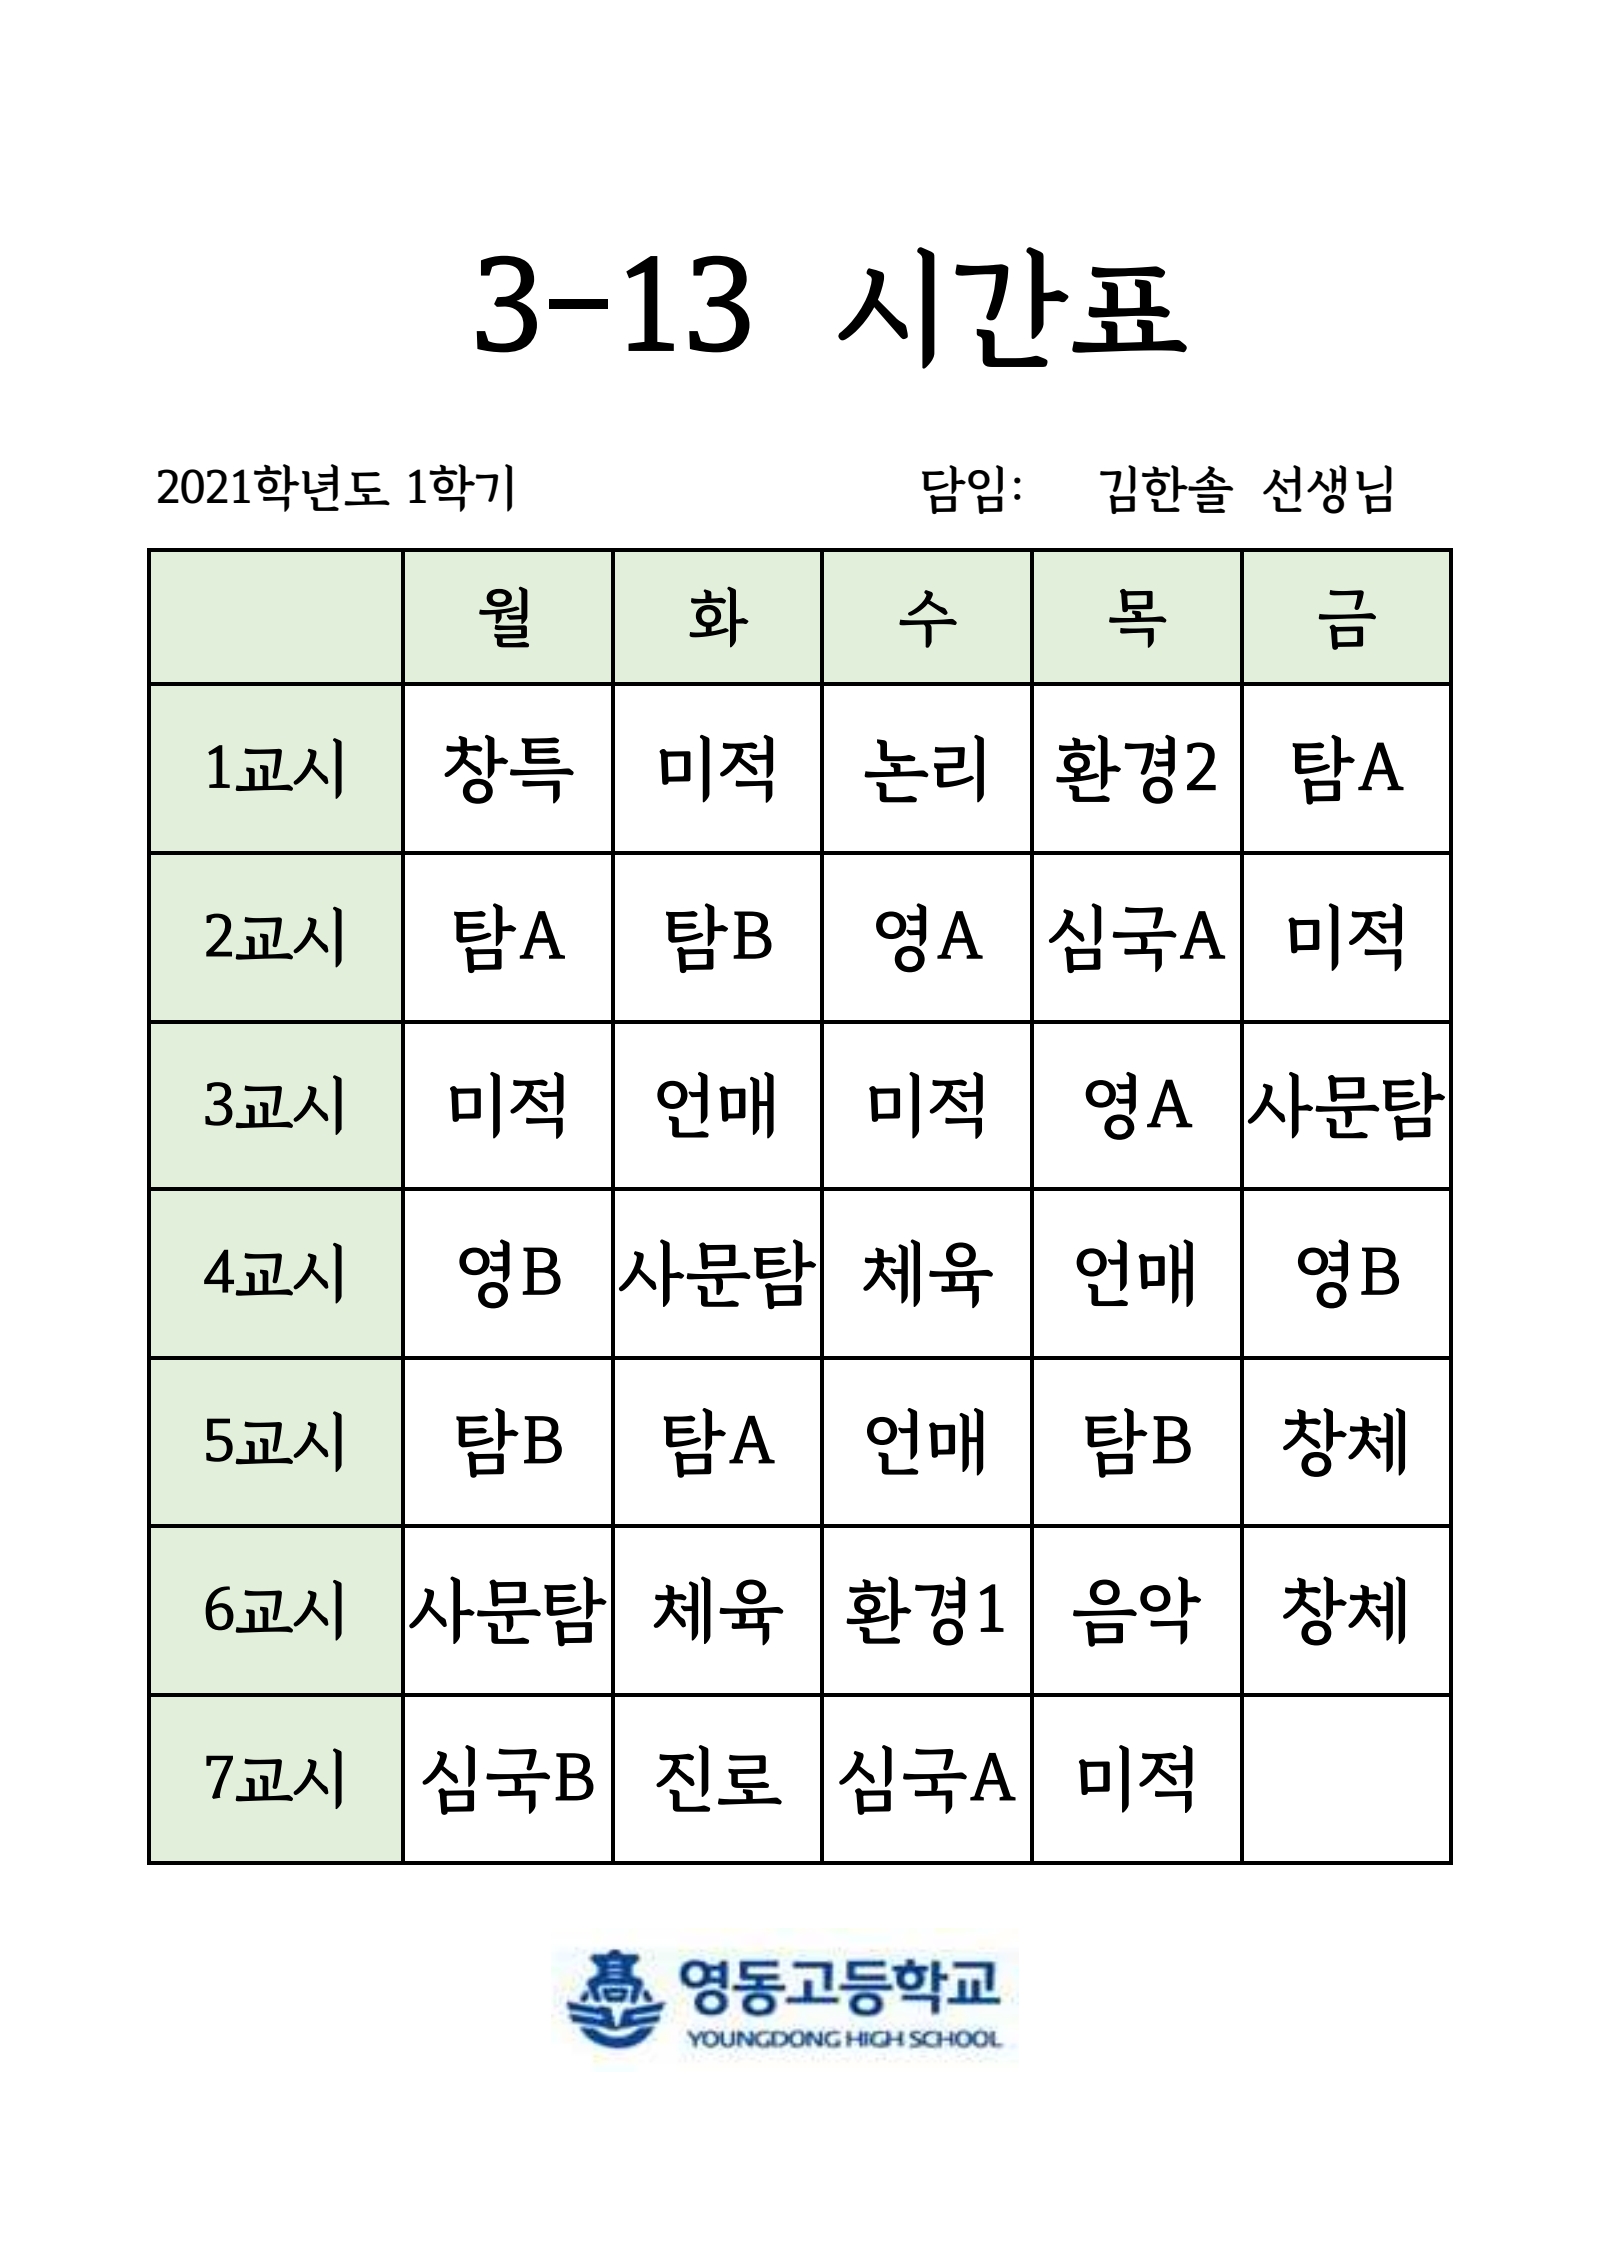 3-13 시간표
2021학년도 1학기 담임: 김한솔 선생님
월 화 수 목 금
1교시 창특 미적 논리 환경2 탐A
2교시 탐A 탐B 영A 심국A 미적
3교시 미적 언매 미적 영A 사문탐
4교시 영B 사문탐 체육 언매 영B
5교시 탐B 탐A 언매 탐B 창체
6교시 사문탐 체육 환경1 음악 창체
7교시 심국B 진로 심국A 미적
高 영동고등학교
YOUNGDONG HIGH SCHOOL